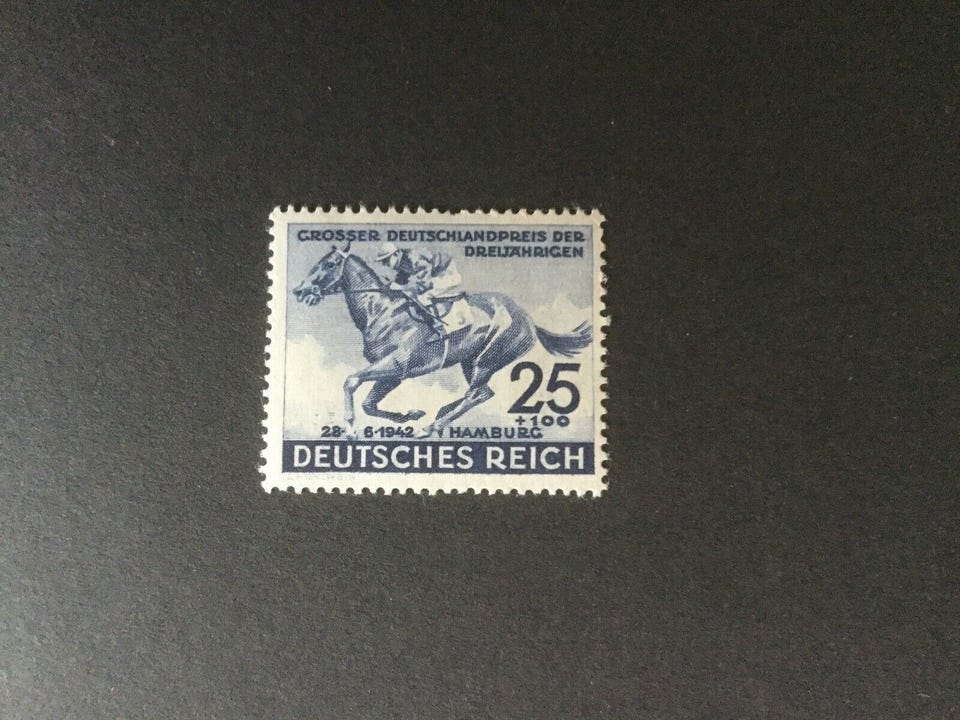 GROSSER DEUTSCHLANDPREIS DER
DREIJÄHRIGEN
25
+100
28· 6·1942 HAMBURG
DEUTSCHES REICH